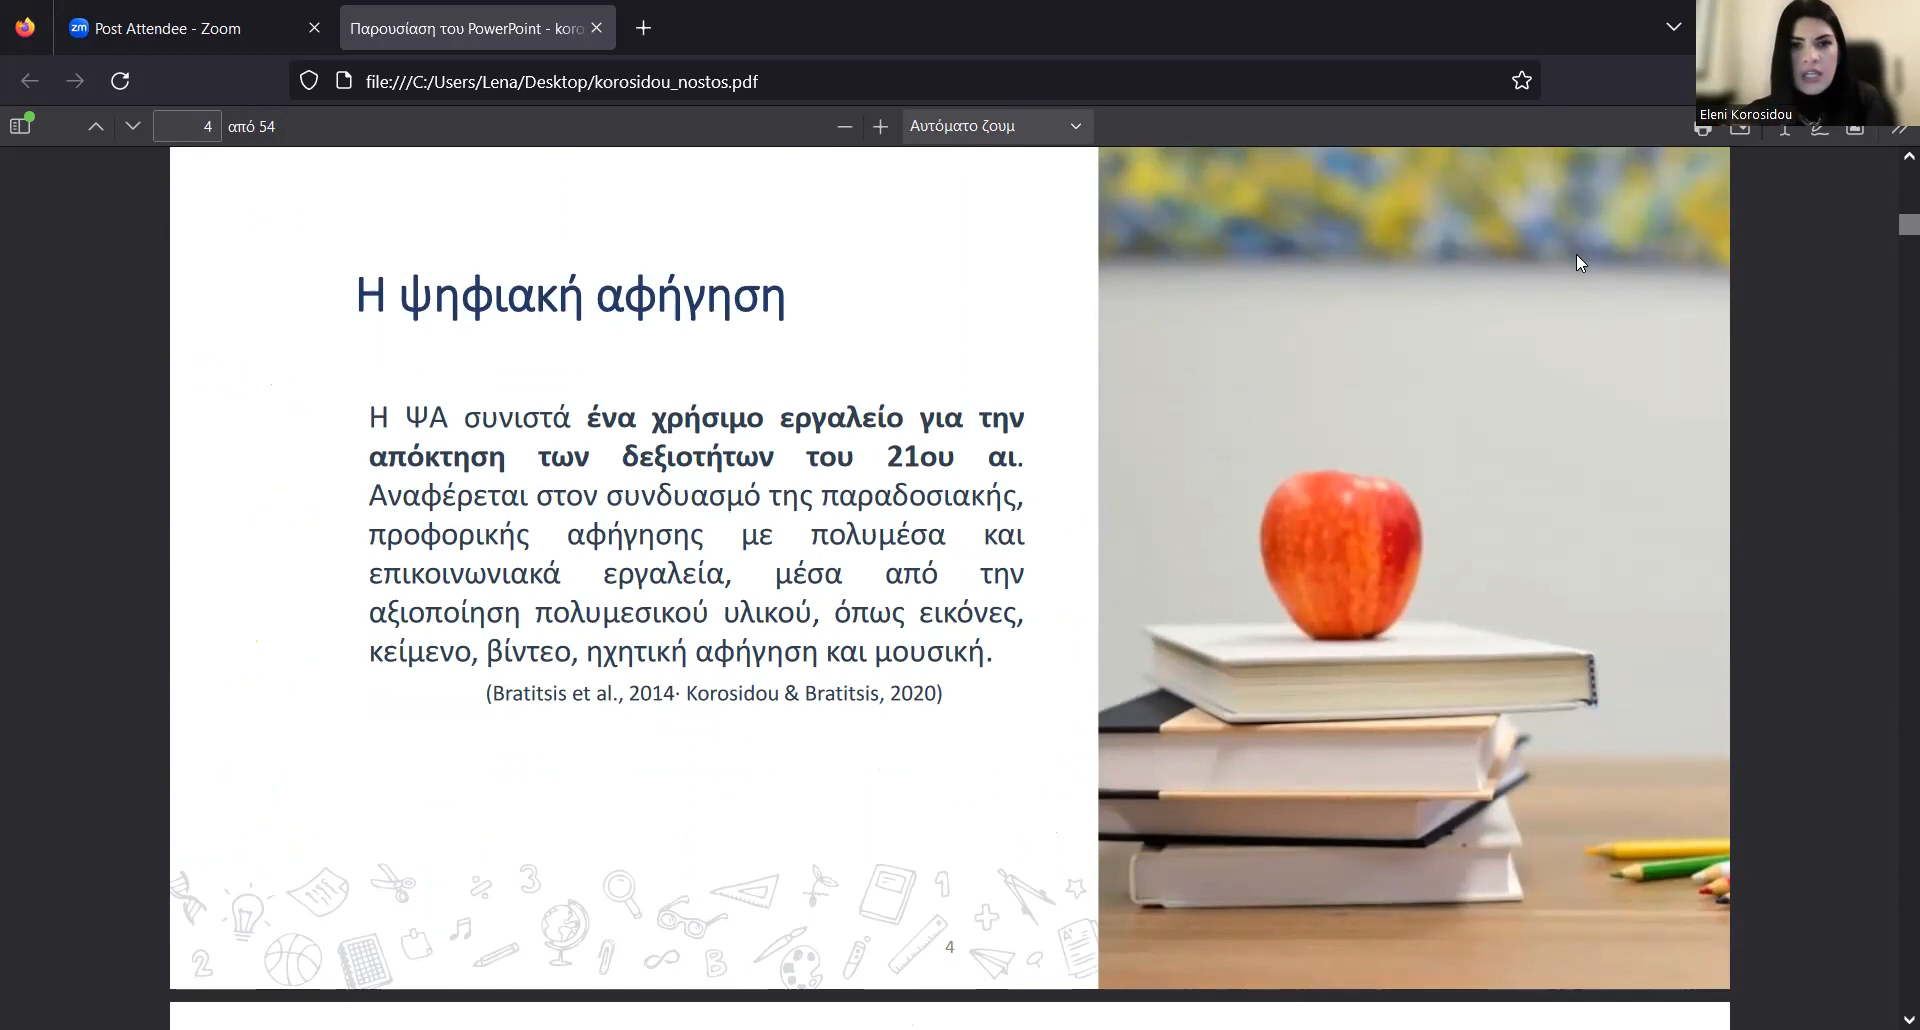 Post Attendee - Zoom
Παρουσίαση του PowerPoint - koro
file:///C:/Users/Lena/Desktop/korosidou_nostos.pdf
Eleni Korosidou
4 από 54
Αυτόματο ζουμ
Η ψηφιακή αφήγηση
Η ΨΑ συνιστά ένα χρήσιμο εργαλείο για την
απόκτηση των δεξιοτήτων του 21ου αι.
Αναφέρεται στον συνδυασμό της παραδοσιακής,
προφορικής αφήγησης με πολυμέσα και
επικοινωνιακά εργαλεία, μέσα από την
αξιοποίηση πολυμεσικού υλικού, όπως εικόνες,
κείμενο, βίντεο, ηχητική αφήγηση και μουσική.
(Bratitsis et al., 2014· Korosidou & Bratitsis, 2020)
4